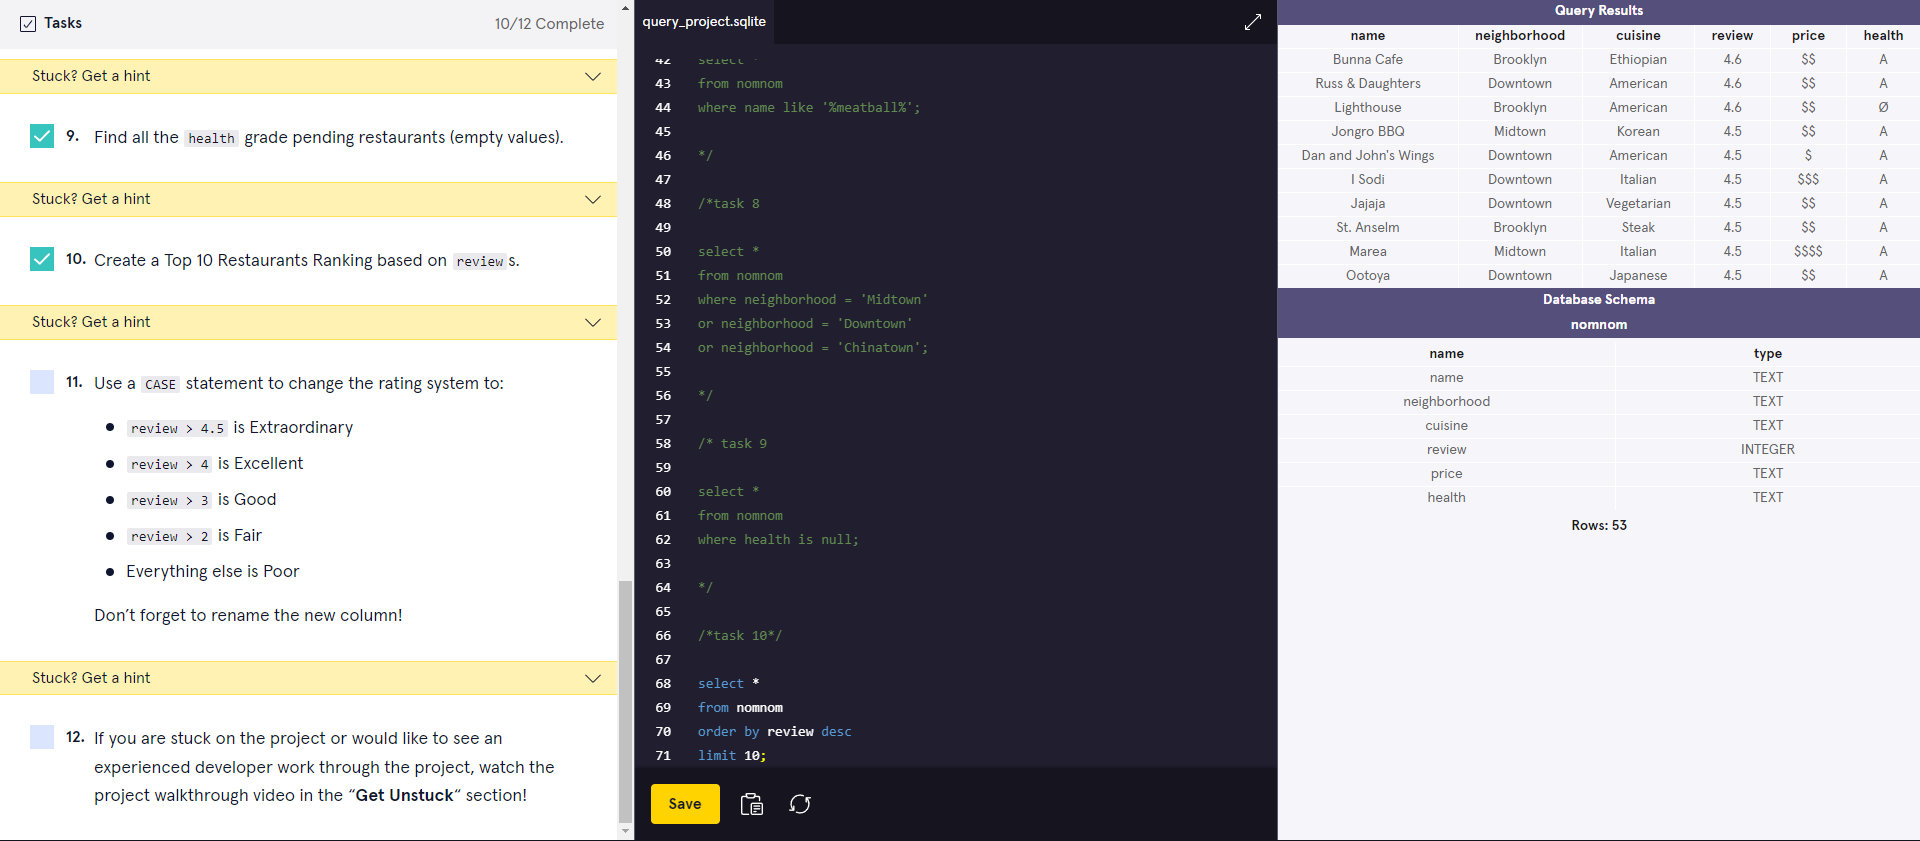 Tasks
10/12 Complete
Stuck? Get a hint
9. Find all the health grade pending restaurants (empty values).
Stuck? Get a hint
10. Create a Top 10 Restaurants Ranking based on reviews.
Stuck? Get a hint
11. Use a CASE statement to change the rating system to:
review > 4.5 is Extraordinary
review > 4 is Excellent
review > 3 is Good
review > 2 is Fair
Everything else is Poor
Don’t forget to rename the new column!
Stuck? Get a hint
12. If you are stuck on the project or would like to see an
experienced developer work through the project, watch the
project walkthrough video in the “Get Unstuck“ section!
query_project.sqlite
42 select *
43 from nomnom
44 where name like '%meatball%';
45
46 */
47
48 /*task 8
49
50 select *
51 from nomnom
52 where neighborhood = 'Midtown'
53 or neighborhood = 'Downtown'
54 or neighborhood = 'Chinatown';
55
56 */
57
58 /* task 9
59
60 select *
61 from nomnom
62 where health is null;
63
64 */
65
66 /*task 10*/
67
68 select *
69 from nomnom
70 order by review desc
71 limit 10;
Save
Query Results
name neighborhood cuisine review price health
Bunna Cafe Brooklyn Ethiopian 4.6 $$ A
Russ & Daughters Downtown American 4.6 $$ A
Lighthouse Brooklyn American 4.6 $$ Ø
Jongro BBQ Midtown Korean 4.5 $$ A
Dan and John's Wings Downtown American 4.5 $ A
I Sodi Downtown Italian 4.5 $$$ A
Jajaja Downtown Vegetarian 4.5 $$ A
St. Anselm Brooklyn Steak 4.5 $$ A
Marea Midtown Italian 4.5 $$$$ A
Ootoya Downtown Japanese 4.5 $$ A
Database Schema
nomnom
name type
name TEXT
neighborhood TEXT
cuisine TEXT
review INTEGER
price TEXT
health TEXT
Rows: 53